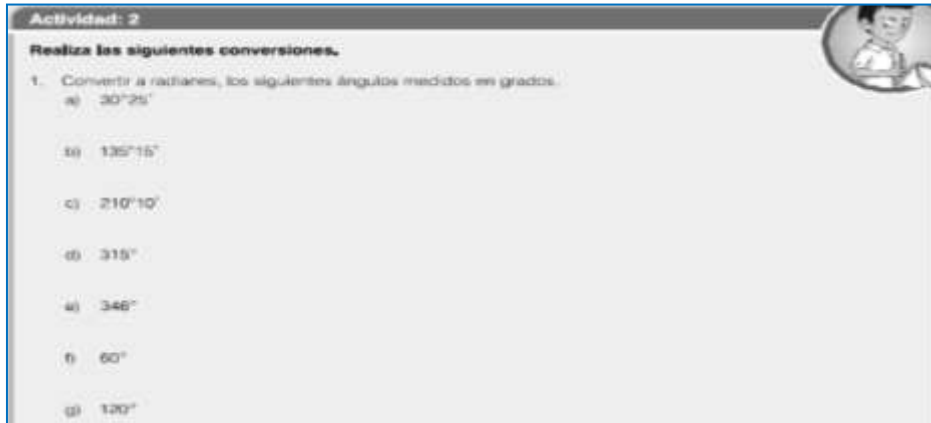 Actividad: 2
Realiza las siguientes conversiones.
1. Convertir a radianes, los siguientes ángulos medidos en grados.
a) 30°25'
b) 135°15'
c) 210°10'
d) 315°
e) 346°
f) 60°
g) 120°